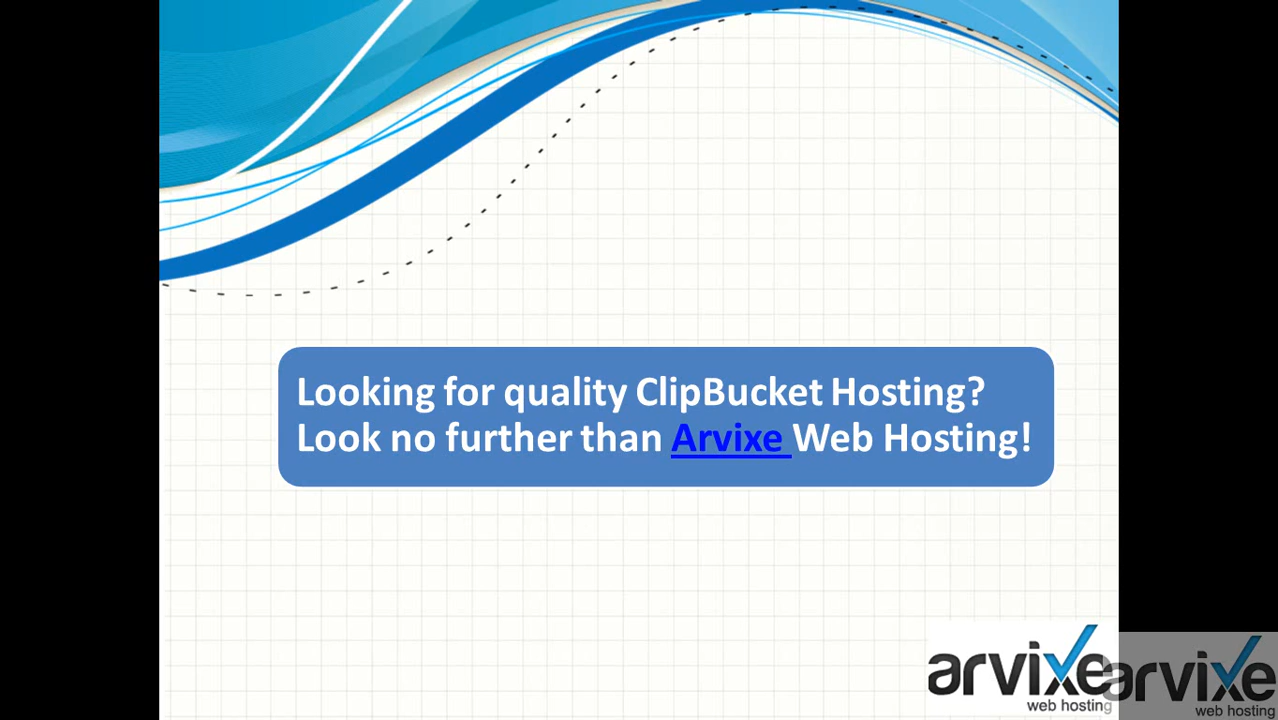 Looking for quality ClipBucket Hosting?
Look no further than Arvixe Web Hosting!
arvixe
web hosting
arvixe
web hosting